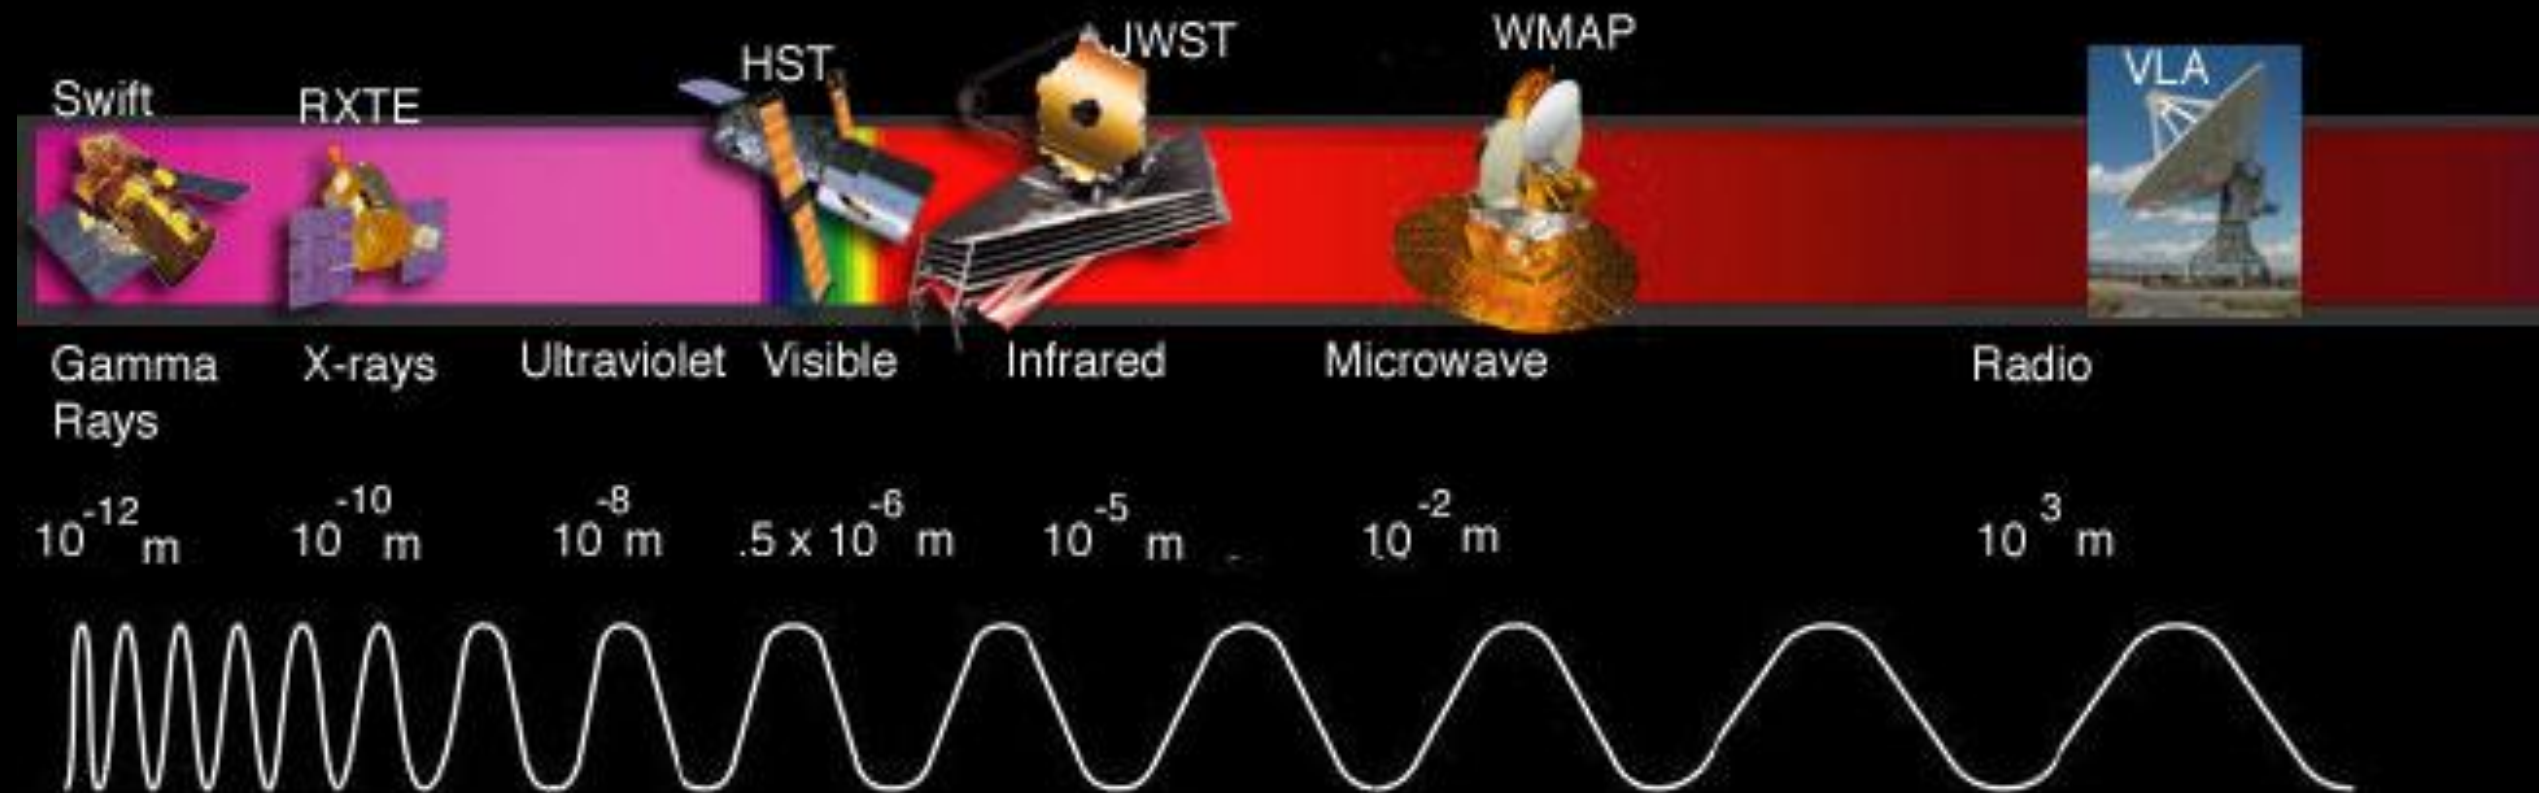 Swift
RXTE
HST
JWST
WMAP
VLA
Gamma
Rays
X-rays
Ultraviolet
Visible
Infrared
Microwave
Radio
10^-12 m
10^-10 m
10^-8 m
.5 x 10^-6 m
10^-5 m
10^-2 m
10^3 m